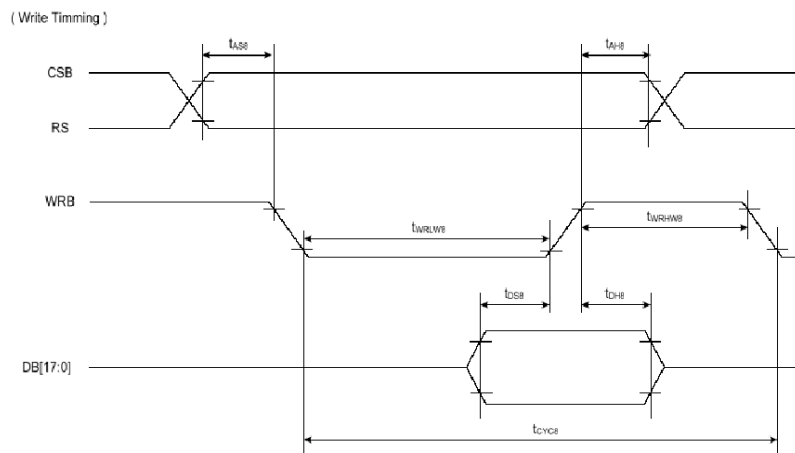 ( Write Timming )
tAS8
tAH8
CSB
RS
WRB
tWRLW8
tWRHW8
tDS8
tDH8
DB[17:0]
tCYC8